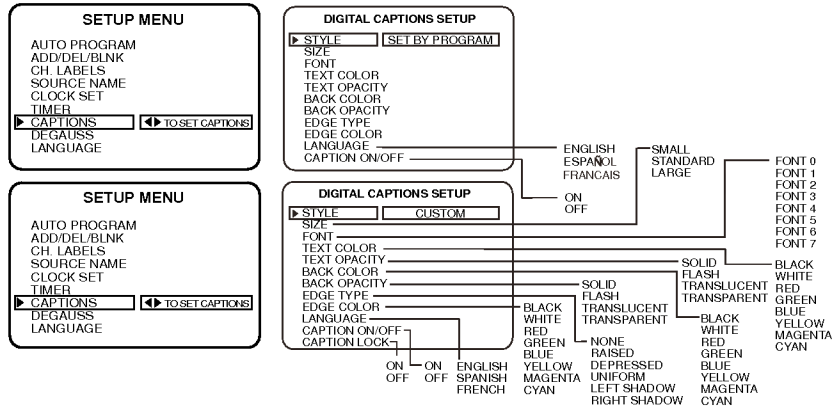 SETUP MENU
AUTO PROGRAM
ADD/DEL/BLNK
CH. LABELS
SOURCE NAME
CLOCK SET
TIMER
CAPTIONS
TO SET CAPTIONS
DEGAUSS
LANGUAGE
DIGITAL CAPTIONS SETUP
STYLE
SET BY PROGRAM
SIZE
FONT
TEXT COLOR
TEXT OPACITY
BACK COLOR
BACK OPACITY
EDGE TYPE
EDGE COLOR
LANGUAGE
CAPTION ON/OFF
ENGLISH
ESPAÑOL
FRANCAIS
ON
OFF
SETUP MENU
AUTO PROGRAM
ADD/DEL/BLNK
CH. LABELS
SOURCE NAME
CLOCK SET
TIMER
CAPTIONS
TO SET CAPTIONS
DEGAUSS
LANGUAGE
DIGITAL CAPTIONS SETUP
STYLE
CUSTOM
SIZE
FONT
TEXT COLOR
TEXT OPACITY
BACK COLOR
BACK OPACITY
EDGE TYPE
EDGE COLOR
LANGUAGE
CAPTION ON/OFF
CAPTION LOCK
ON
OFF
ON
OFF
ENGLISH
SPANISH
FRENCH
BLACK
WHITE
RED
GREEN
BLUE
YELLOW
MAGENTA
CYAN
NONE
RAISED
DEPRESSED
UNIFORM
LEFT SHADOW
RIGHT SHADOW
SOLID
FLASH
TRANSLUCENT
TRANSPARENT
BLACK
WHITE
RED
GREEN
BLUE
YELLOW
MAGENTA
CYAN
SOLID
FLASH
TRANSLUCENT
TRANSPARENT
BLACK
WHITE
RED
GREEN
BLUE
YELLOW
MAGENTA
CYAN
SMALL
STANDARD
LARGE
FONT 0
FONT 1
FONT 2
FONT 3
FONT 4
FONT 5
FONT 6
FONT 7